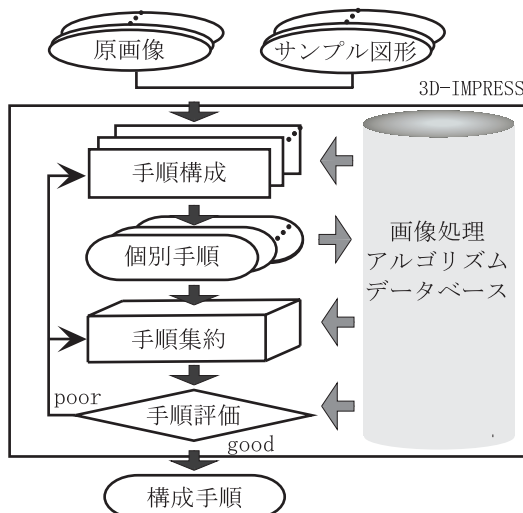 原画像
サンプル図形
3D-IMPRESS
手順構成
個別手順
画像処理
アルゴリズム
データベース
手順集約
poor
手順評価
good
構成手順